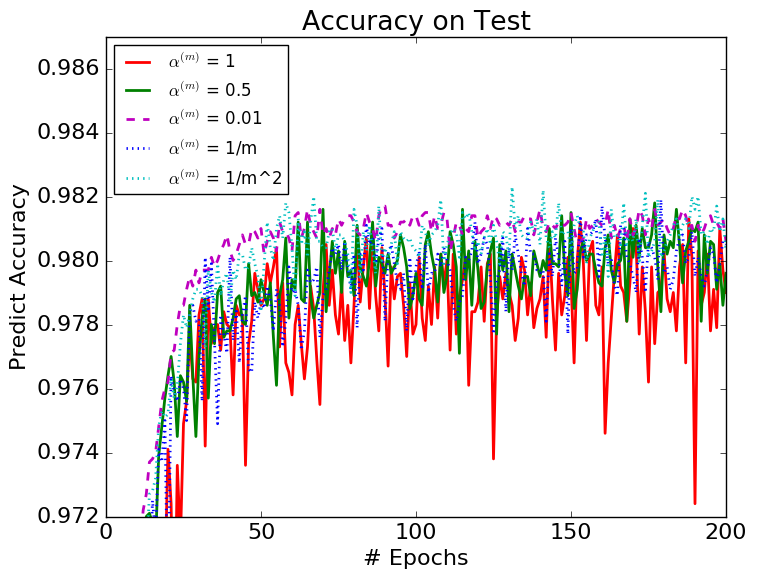 Accuracy on Test
Predict Accuracy
0.986
0.984
0.982
0.980
0.978
0.976
0.974
0.972
α^(m) = 1
α^(m) = 0.5
α^(m) = 0.01
α^(m) = 1/m
α^(m) = 1/m^2
0 50 100 150 200
# Epochs